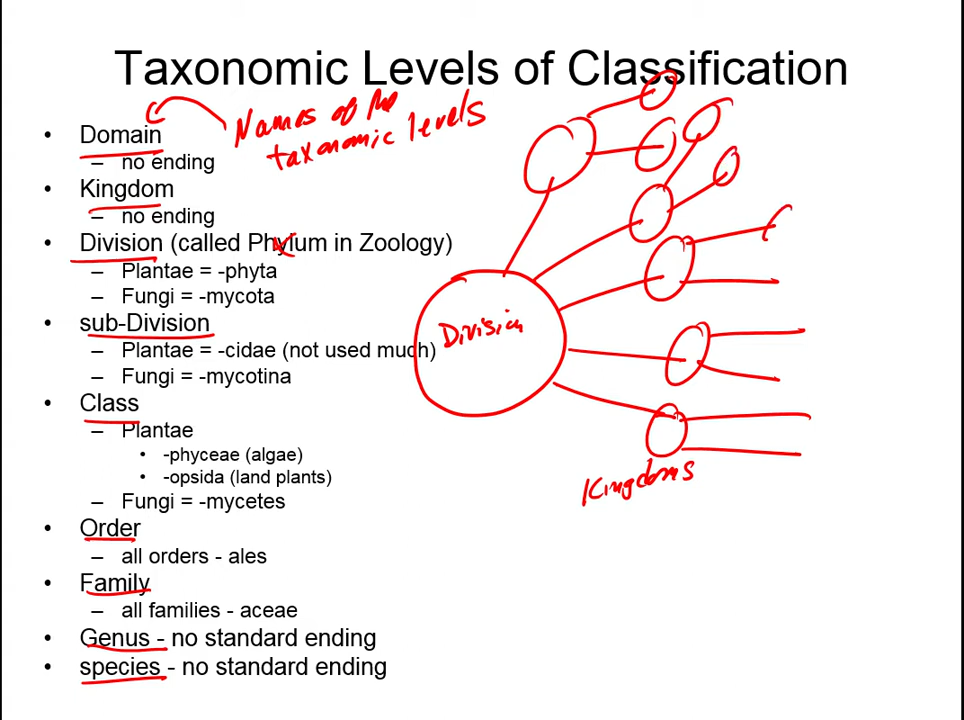 Taxonomic Levels of Classification
Names of the
taxonomic levels
• Domain
– no ending
• Kingdom
– no ending
• Division (called Phylum in Zoology)
– Plantae = -phyta
– Fungi = -mycota
• sub-Division
– Plantae = -cidae (not used much)
– Fungi = -mycotina
• Class
– Plantae
• -phyceae (algae)
• -opsida (land plants)
– Fungi = -mycetes
• Order
– all orders - ales
• Family
– all families - aceae
• Genus - no standard ending
• species - no standard ending
Division
Kingdoms